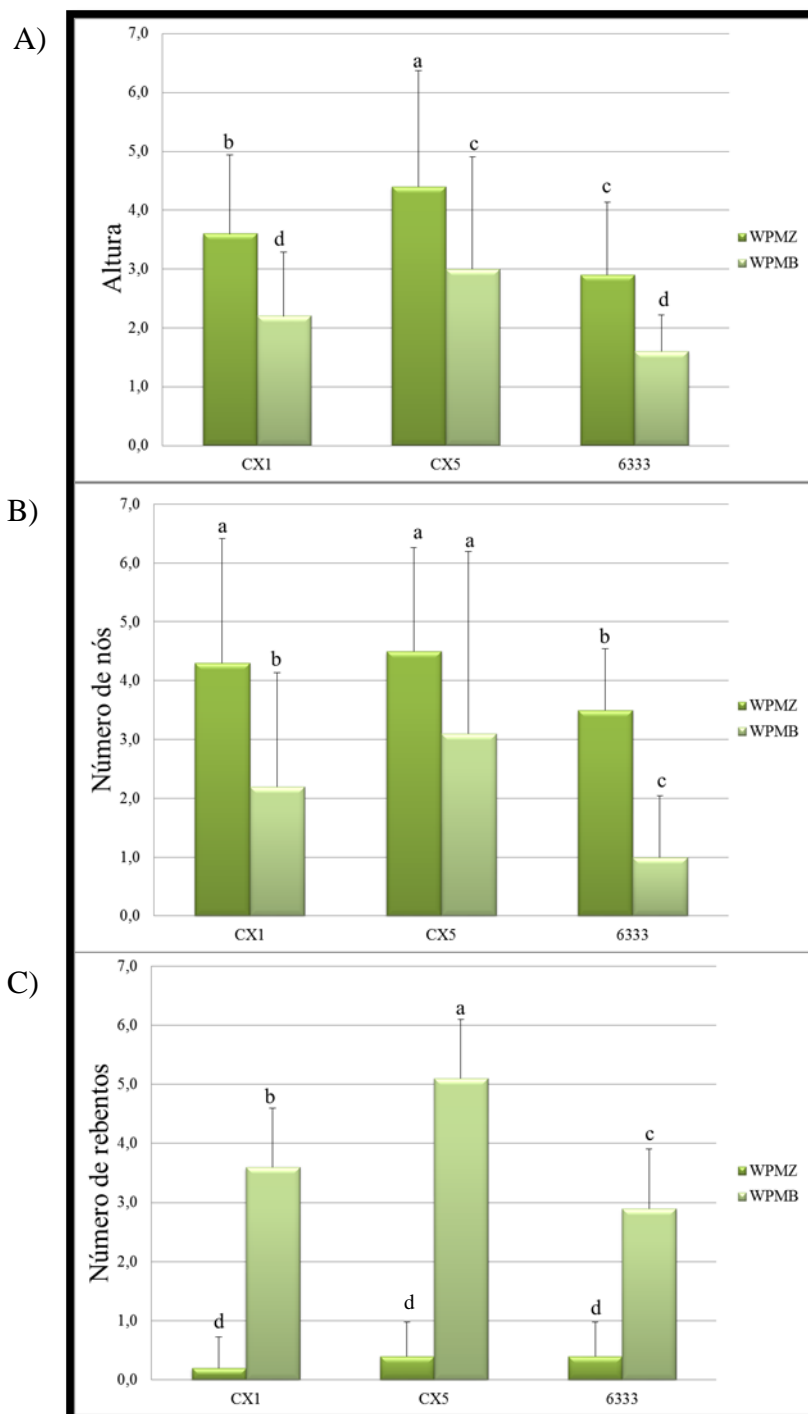 A)
7,0
a
6,0
b
5,0
c
c
4,0
d
d
3,0
2,0
1,0
0,0
Altura
CX1 CX5 6333
WPMZ
WPMB
B)
7,0
a a a
6,0
5,0
b
b
4,0
3,0
c
2,0
1,0
0,0
Número de nós
CX1 CX5 6333
WPMZ
WPMB
C)
7,0
a
6,0
5,0
b
4,0
c
3,0
2,0
1,0
d d d
0,0
Número de rebentos
CX1 CX5 6333
WPMZ
WPMB